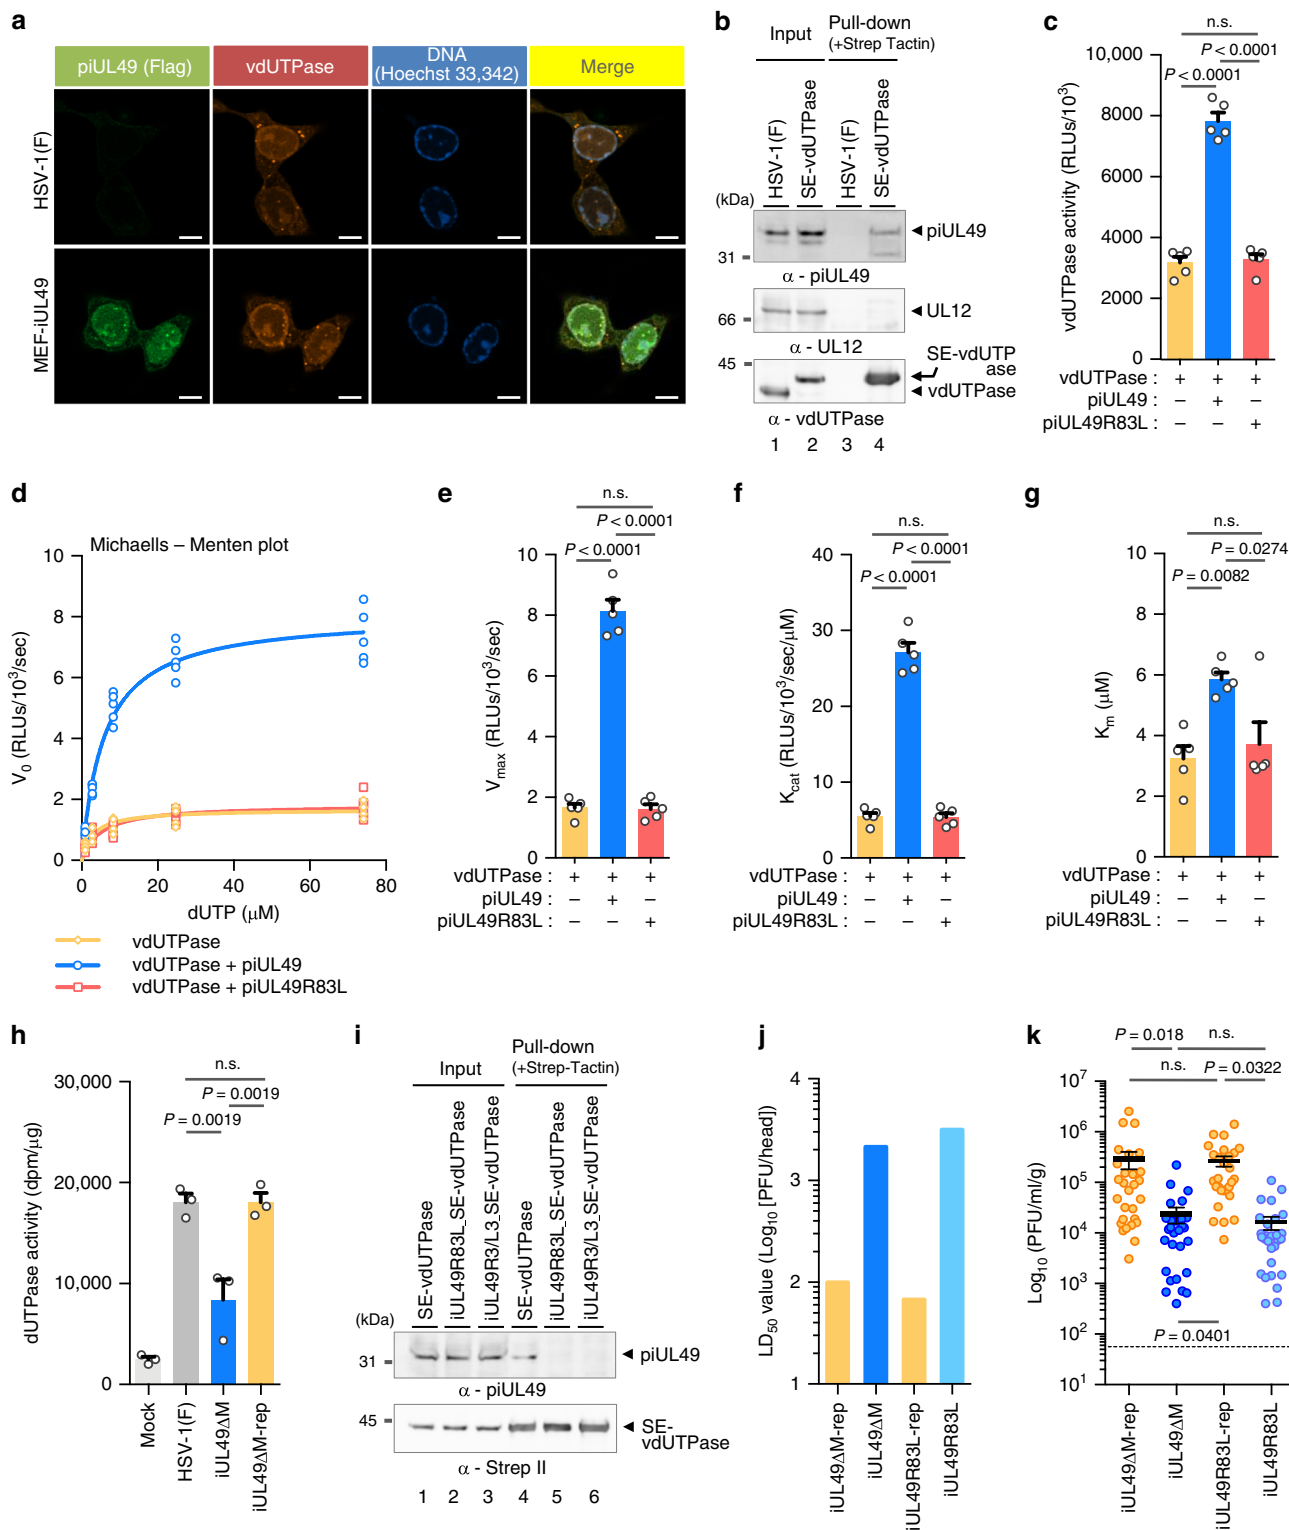 a
piUL49 (Flag)
vdUTPase
DNA
(Hoechst 33,342)
Merge
HSV-1(F)
MEF-iUL49
b
Input
Pull-down
(+Strep Tactin)
HSV-1(F)
SE-vdUTPase
HSV-1(F)
SE-vdUTPase
(kDa)
31
piUL49
α - piUL49
66
UL12
α - UL12
45
SE-vdUTP
ase
vdUTPase
α - vdUTPase
1 2 3 4
c
n.s.
P < 0.0001
P < 0.0001
10,000
8000
6000
4000
2000
0
vdUTPase activity (RLUs/10³)
vdUTPase : + + +
piUL49 : – + –
piUL49R83L : – – +
d
Michaells – Menten plot
10
8
6
4
2
0
V₀ (RLUs/10³/sec)
0 20 40 60 80
dUTP (μM)
vdUTPase
vdUTPase + piUL49
vdUTPase + piUL49R83L
e
n.s.
P < 0.0001
P < 0.0001
10
8
6
4
2
0
Vmax (RLUs/10³/sec)
vdUTPase : + + +
piUL49 : – + –
piUL49R83L : – – +
f
n.s.
P < 0.0001
P < 0.0001
40
30
20
10
0
Kcat (RLUs/10³/sec/μM)
vdUTPase : + + +
piUL49 : – + –
piUL49R83L : – – +
g
n.s.
P = 0.0274
P = 0.0082
10
8
6
4
2
0
Km (μM)
vdUTPase : + + +
piUL49 : – + –
piUL49R83L : – – +
h
n.s.
P = 0.0019
P = 0.0019
30,000
20,000
10,000
0
dUTPase activity (dpm/μg)
Mock
HSV-1(F)
iUL49ΔM
iUL49ΔM-rep
i
Input
Pull-down
(+Strep-Tactin)
SE-vdUTPase
iUL49R83L_SE-vdUTPase
iUL49R3/L3_SE-vdUTPase
SE-vdUTPase
iUL49R83L_SE-vdUTPase
iUL49R3/L3_SE-vdUTPase
(kDa)
31
piUL49
α - piUL49
45
SE-
vdUTPase
α - Strep II
1 2 3 4 5 6
j
4
3
2
1
LD₅₀ value (Log₁₀ [PFU/head])
iUL49ΔM-rep
iUL49ΔM
iUL49R83L-rep
iUL49R83L
k
P = 0.018
n.s.
n.s.
P = 0.0322
10⁷
10⁶
10⁵
10⁴
10³
10²
10¹
Log₁₀ (PFU/ml/g)
P = 0.0401
iUL49ΔM-rep
iUL49ΔM
iUL49R83L-rep
iUL49R83L